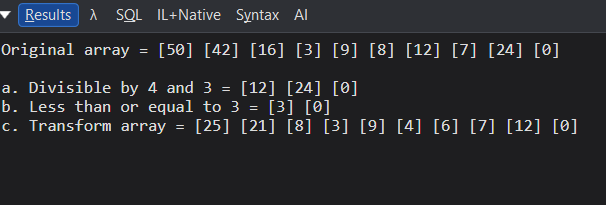 Results λ SQL IL+Native Syntax AI
Original array = [50] [42] [16] [3] [9] [8] [12] [7] [24] [0]
a. Divisible by 4 and 3 = [12] [24] [0]
b. Less than or equal to 3 = [3] [0]
c. Transform array = [25] [21] [8] [3] [9] [4] [6] [7] [12] [0]